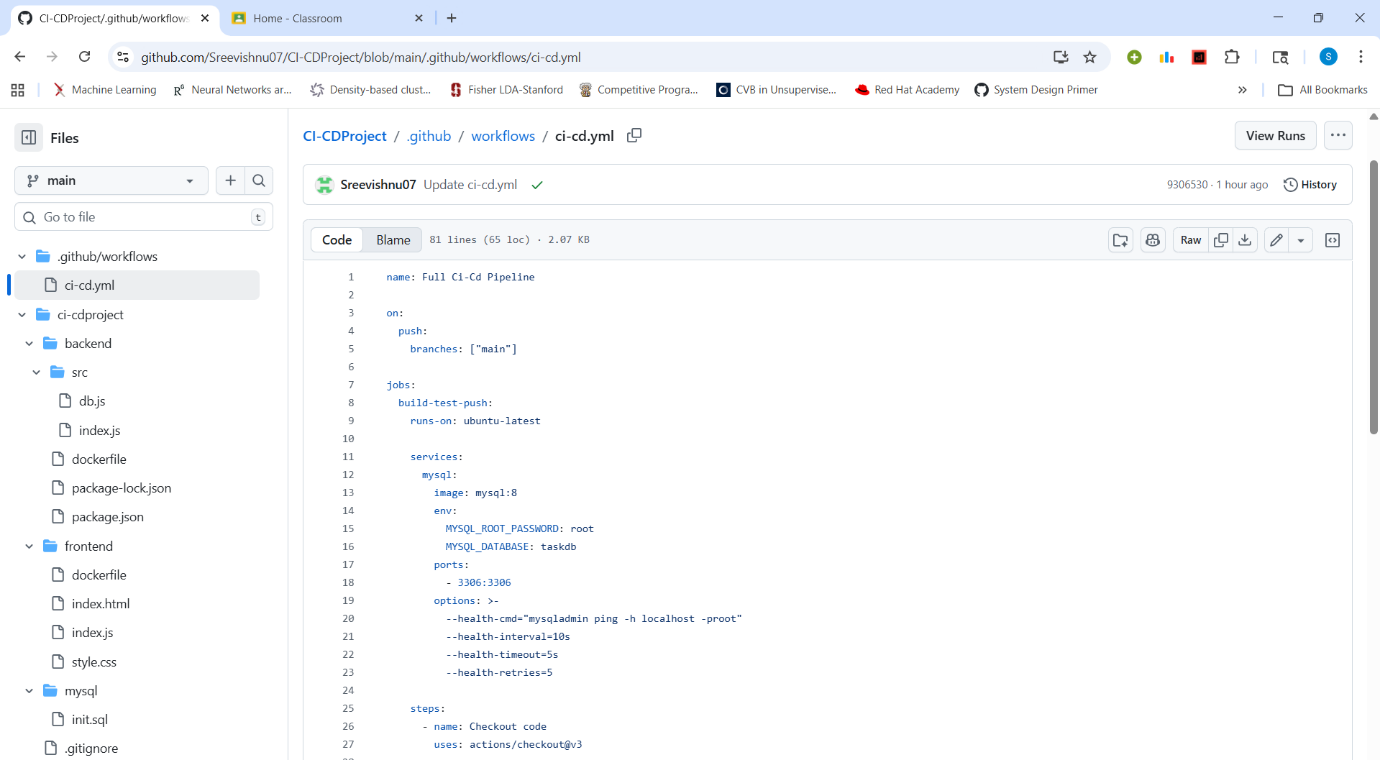 CI-CDProject/.github/workflows
Home - Classroom
github.com/Sreevishnu07/CI-CDProject/blob/main/.github/workflows/ci-cd.yml
S
Machine Learning
Neural Networks ar...
Density-based clust...
Fisher LDA-Stanford
Competitive Progra...
CVB in Unsupervise...
Red Hat Academy
System Design Primer
All Bookmarks
Files
CI-CDProject / .github / workflows / ci-cd.yml
View Runs
main
Sreevishnu07 Update ci-cd.yml
9306530 · 1 hour ago
History
Go to file
t
Code
Blame
81 lines (65 loc) · 2.07 KB
Raw
.github/workflows
ci-cd.yml
ci-cdproject
backend
src
db.js
index.js
dockerfile
package-lock.json
package.json
frontend
dockerfile
index.html
index.js
style.css
mysql
init.sql
.gitignore
1 name: Full Ci-Cd Pipeline
2
3 on:
4 push:
5 branches: ["main"]
6
7 jobs:
8 build-test-push:
9 runs-on: ubuntu-latest
10
11 services:
12 mysql:
13 image: mysql:8
14 env:
15 MYSQL_ROOT_PASSWORD: root
16 MYSQL_DATABASE: taskdb
17 ports:
18 - 3306:3306
19 options: >-
20 --health-cmd="mysqladmin ping -h localhost -proot"
21 --health-interval=10s
22 --health-timeout=5s
23 --health-retries=5
24
25 steps:
26 - name: Checkout code
27 uses: actions/checkout@v3